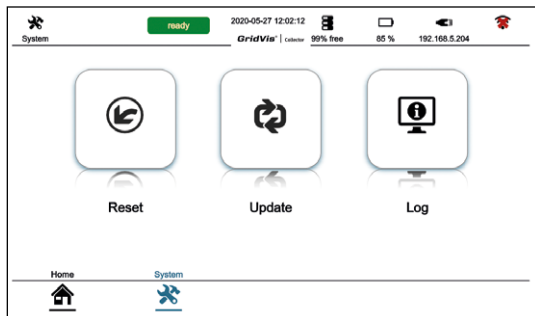 System
ready
2020-05-27 12:02:12
GridVis® | Collector
99% free
85 %
192.168.5.204
Reset
Update
Log
Home
System